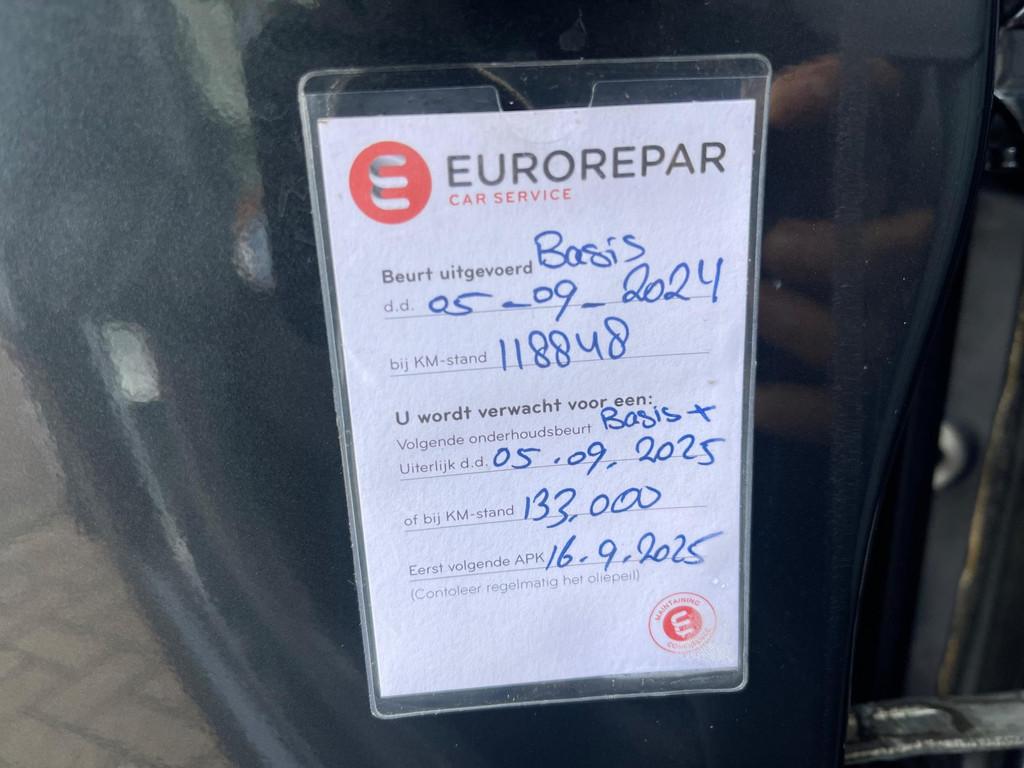 EUROREPAR
CAR SERVICE
Beurt uitgevoerd Basis
d.d. 05-09-2024
bij KM-stand 118848
U wordt verwacht voor een:
Volgende onderhoudsbeurt Basis+
Uiterlijk d.d. 05.09.2025
of bij KM-stand 133.000
Eerst volgende APK 16.9.2025
(Contoleer regelmatig het oliepeil)
MAINTAINING
CONFIDENCE